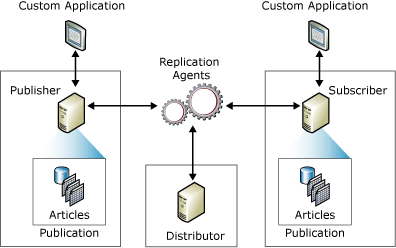 Custom Application
Custom Application
Replication
Agents
Publisher
Subscriber
Articles
Publication
Distributor
Articles
Publication